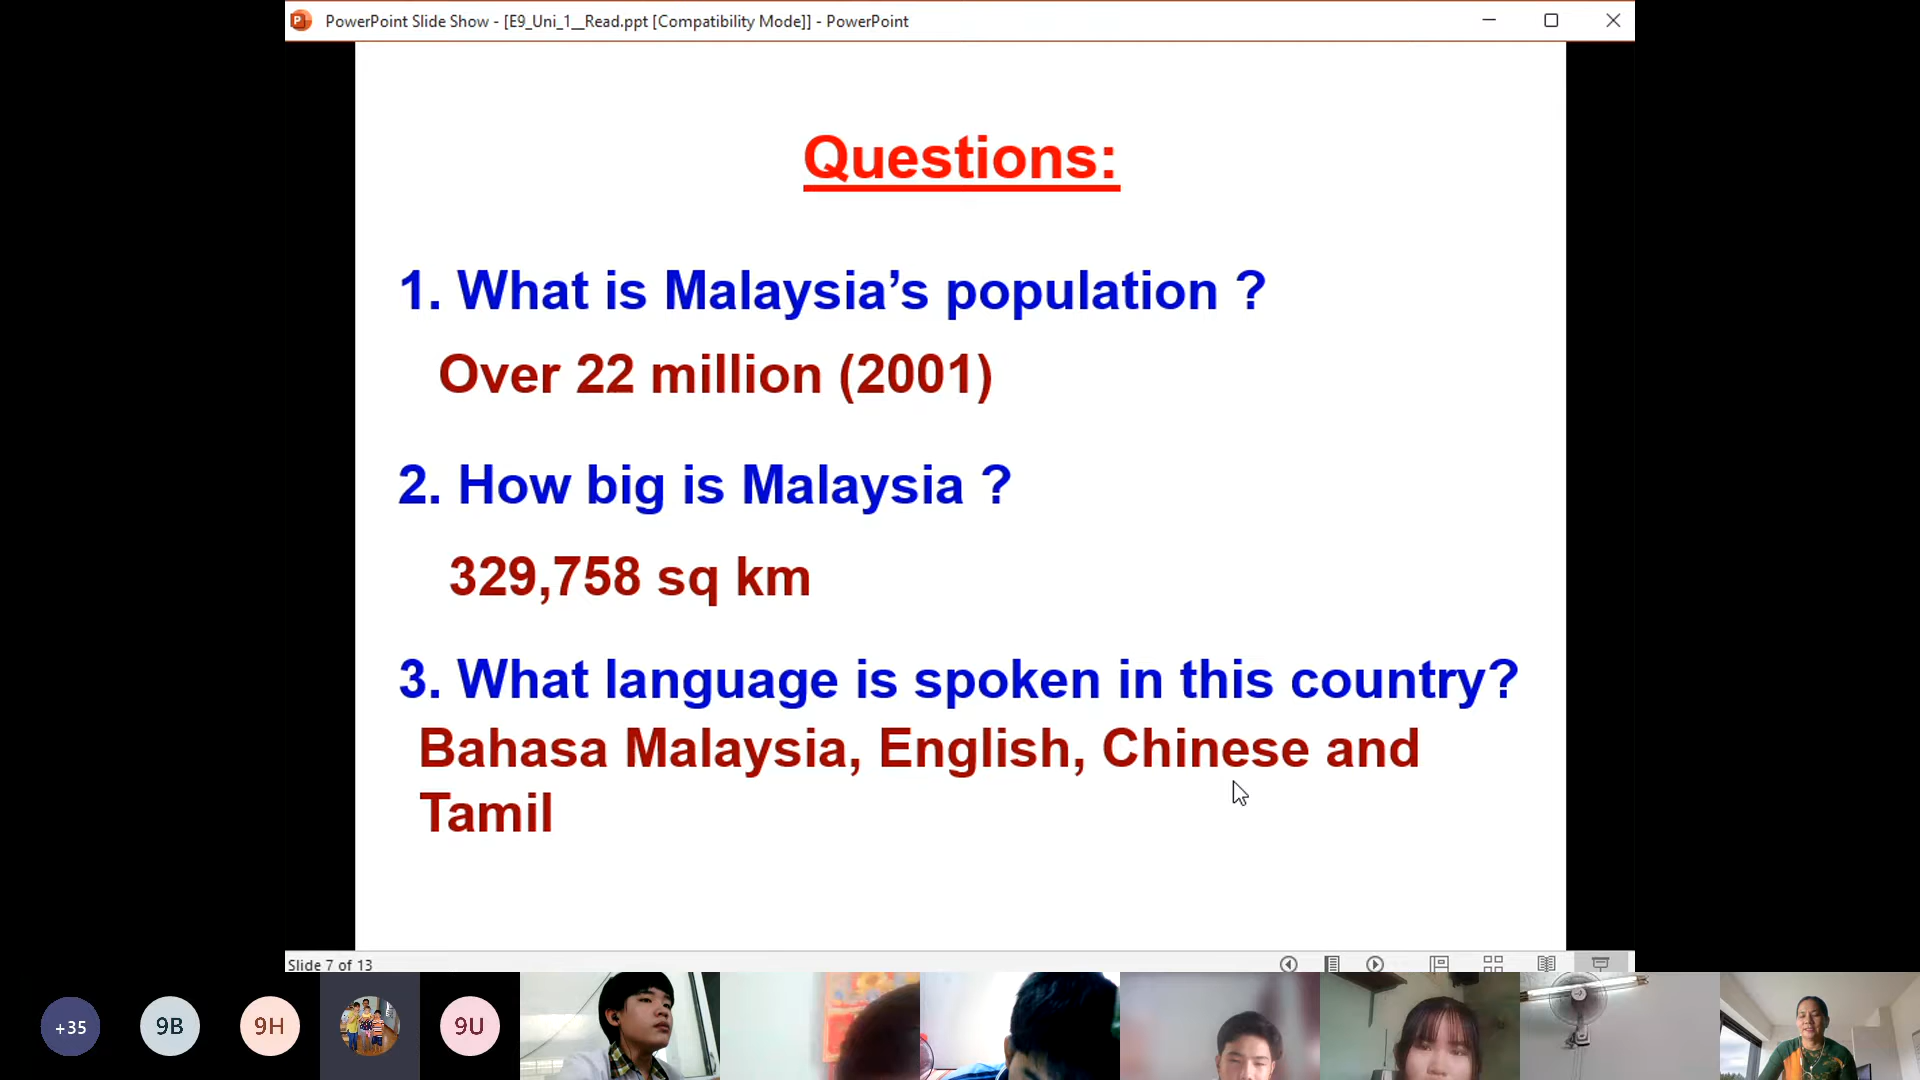 PowerPoint Slide Show - [E9_Uni_1__Read.ppt [Compatibility Mode]] - PowerPoint
Questions:
1. What is Malaysia’s population ?
Over 22 million (2001)
2. How big is Malaysia ?
329,758 sq km
3. What language is spoken in this country?
Bahasa Malaysia, English, Chinese and
Tamil
Slide 7 of 13
+35
9B
9H
9U